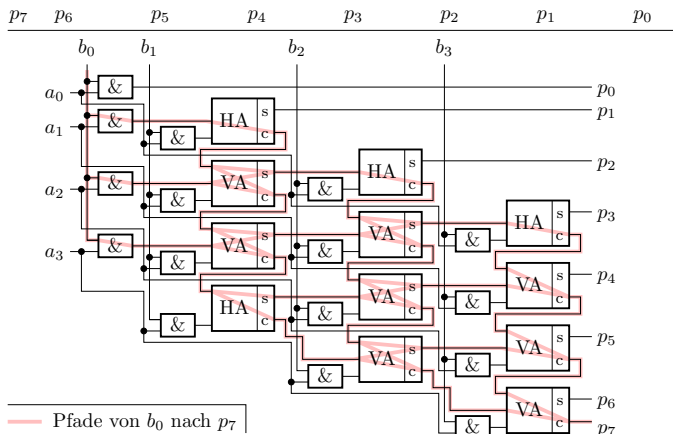 p7 p6 p5 p4 p3 p2 p1 p0
b0 b1 b2 b3
& p0
a0
s p1
& HA
a1 & c
s p2
& HA
a2 & VA s c
& c
s p3
& VA s HA
a3 & VA s c & c
& c
s p4
& VA s VA
& HA s c & c
& c
s p5
& VA s VA
c & c
&
s p6
VA
Pfade von b0 nach p7 & c p7